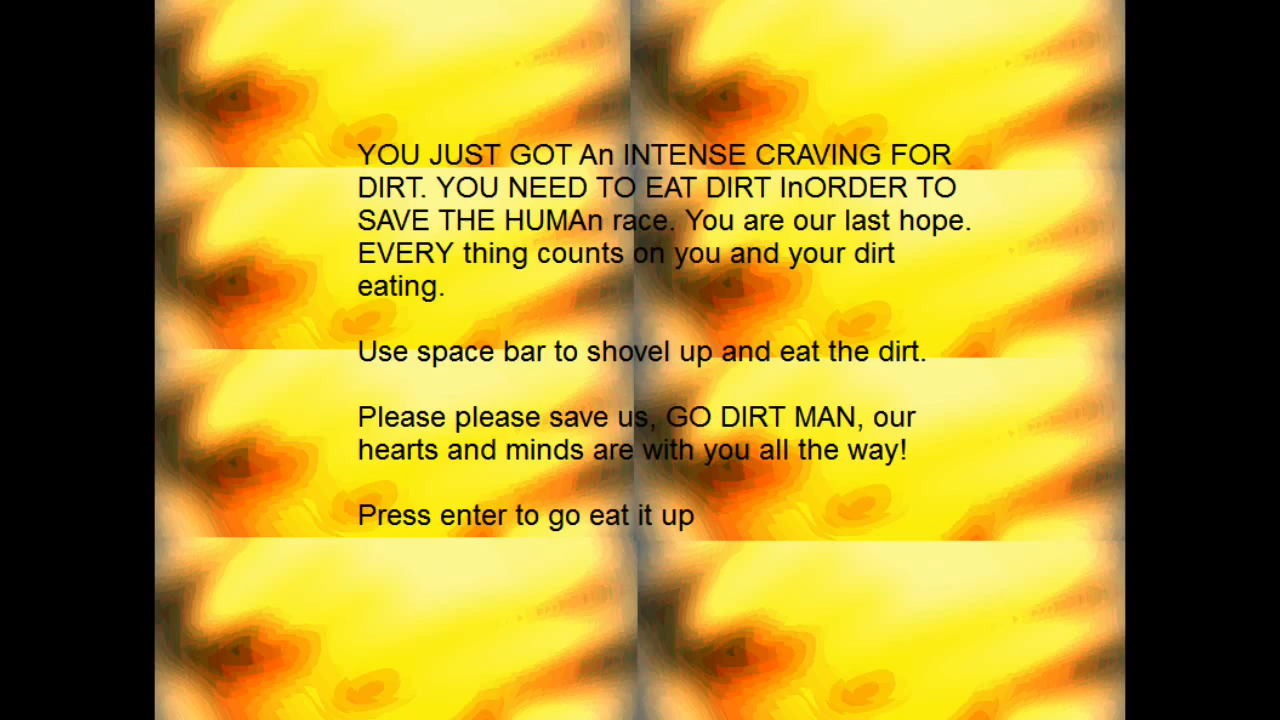 YOU JUST GOT An INTENSE CRAVING FOR
DIRT. YOU NEED TO EAT DIRT InORDER TO
SAVE THE HUMAn race. You are our last hope.
EVERY thing counts on you and your dirt
eating.
Use space bar to shovel up and eat the dirt.
Please please save us, GO DIRT MAN, our
hearts and minds are with you all the way!
Press enter to go eat it up